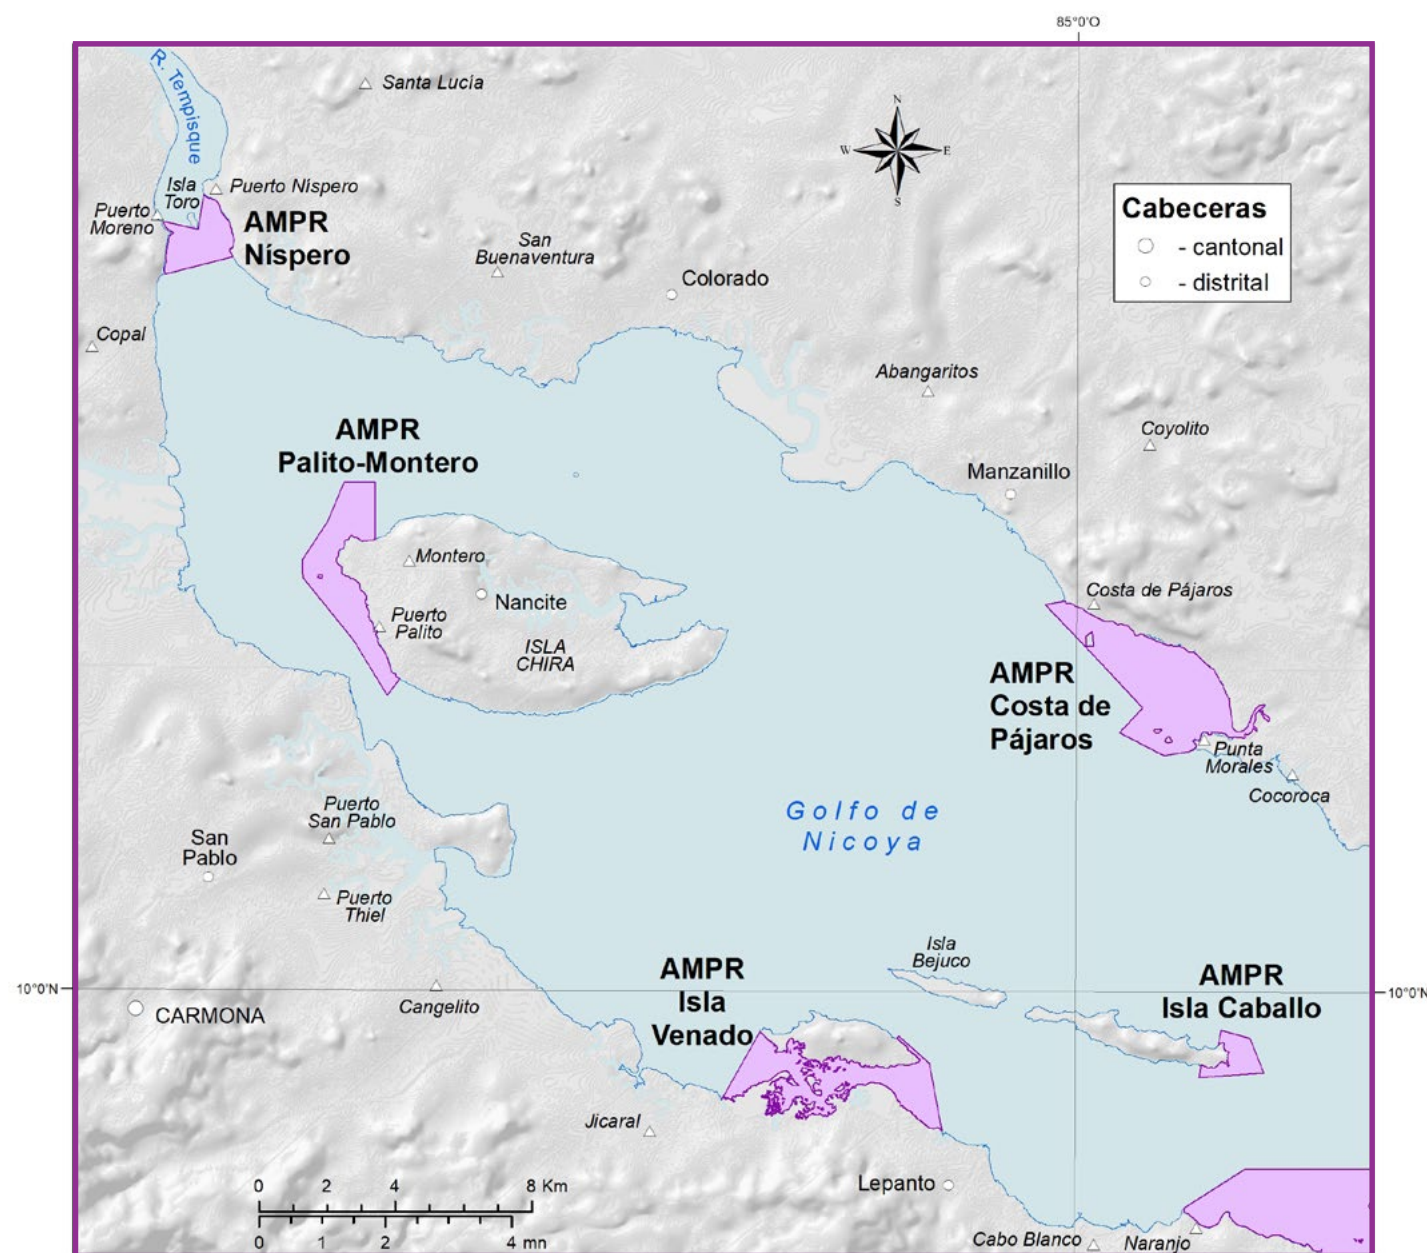 85°0'O
R. Tempisque
Santa Lucía
N
W
E
S
Isla
Toro
Puerto Níspero
Puerto
Moreno
AMPR
Níspero
Cabeceras
- cantonal
- distrital
San
Buenaventura
Colorado
Copal
Abangaritos
AMPR
Palito-Montero
Coyolito
Manzanillo
Montero
Nancite
Puerto
Palito
ISLA
CHIRA
Costa de Pájaros
AMPR
Costa de
Pájaros
Punta
Morales
Cocoroca
Golfo de
Nicoya
Puerto
San Pablo
San
Pablo
Puerto
Thiel
Isla
Bejuco
AMPR
Isla
Venado
AMPR
Isla Caballo
10°0'N
10°0'N
Cangelito
CARMONA
Jicaral
Lepanto
0 2 4 8 Km
0 1 2 4 mn
Cabo Blanco
Naranjo